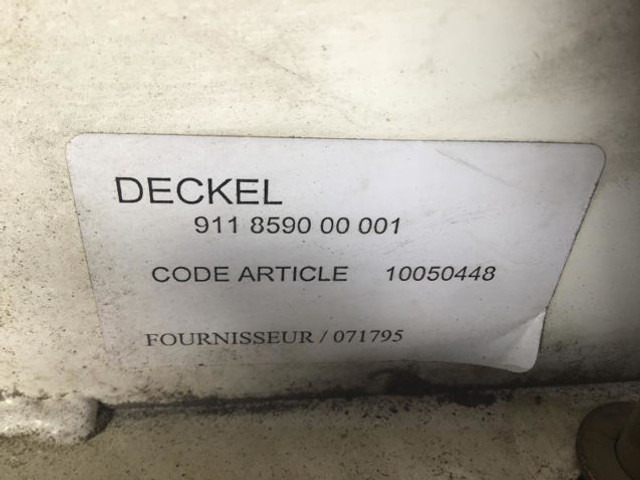 DECKEL
911 8590 00 001
CODE ARTICLE 10050448
FOURNISSEUR / 071795